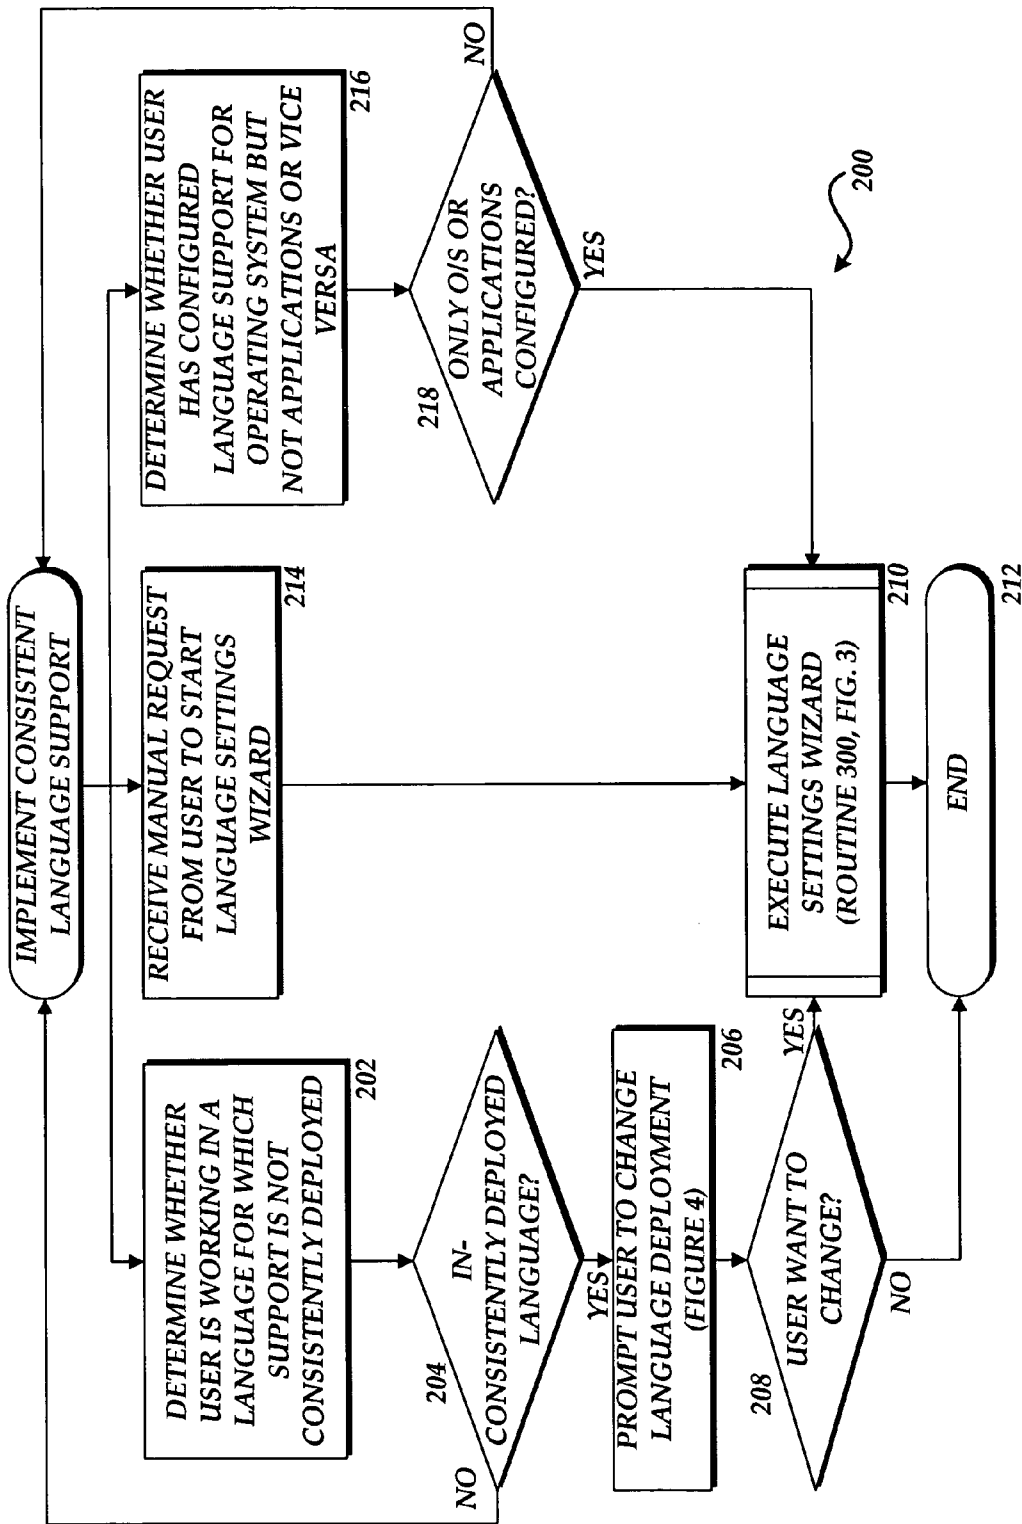 IMPLEMENT CONSISTENT
LANGUAGE SUPPORT
DETERMINE WHETHER
USER IS WORKING IN A
LANGUAGE FOR WHICH
SUPPORT IS NOT
CONSISTENTLY DEPLOYED
202
IN-
CONSISTENTLY DEPLOYED
LANGUAGE?
204
NO
YES
PROMPT USER TO CHANGE
LANGUAGE DEPLOYMENT
(FIGURE 4)
206
USER WANT TO
CHANGE?
208
YES
NO
RECEIVE MANUAL REQUEST
FROM USER TO START
LANGUAGE SETTINGS
WIZARD
214
DETERMINE WHETHER USER
HAS CONFIGURED
LANGUAGE SUPPORT FOR
OPERATING SYSTEM BUT
NOT APPLICATIONS OR VICE
VERSA
216
ONLY O/S OR
APPLICATIONS
CONFIGURED?
218
NO
YES
EXECUTE LANGUAGE
SETTINGS WIZARD
(ROUTINE 300, FIG. 3)
210
END
212
200